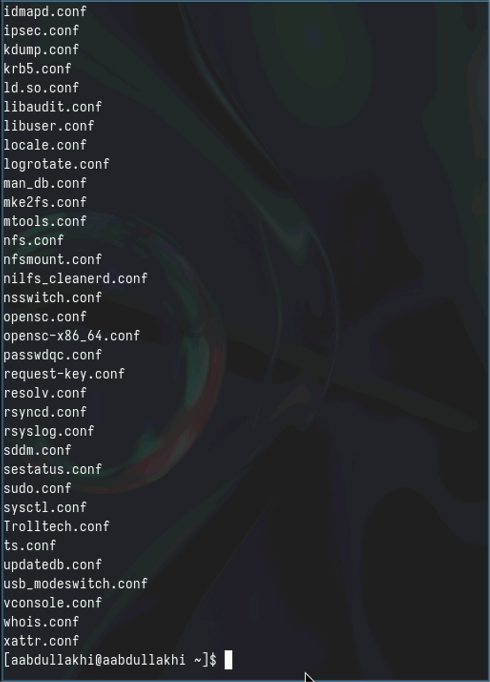 idmapd.conf
ipsec.conf
kdump.conf
krb5.conf
ld.so.conf
libaudit.conf
libuser.conf
locale.conf
logrotate.conf
man_db.conf
mke2fs.conf
mtools.conf
nfs.conf
nfsmount.conf
nilfs_cleanerd.conf
nsswitch.conf
opensc.conf
opensc-x86_64.conf
passwdqc.conf
request-key.conf
resolv.conf
rsyncd.conf
rsyslog.conf
sddm.conf
sestatus.conf
sudo.conf
sysctl.conf
Trolltech.conf
ts.conf
updatedb.conf
usb_modeswitch.conf
vconsole.conf
whois.conf
xattr.conf
[aabdullakhi@aabdullakhi ~]$